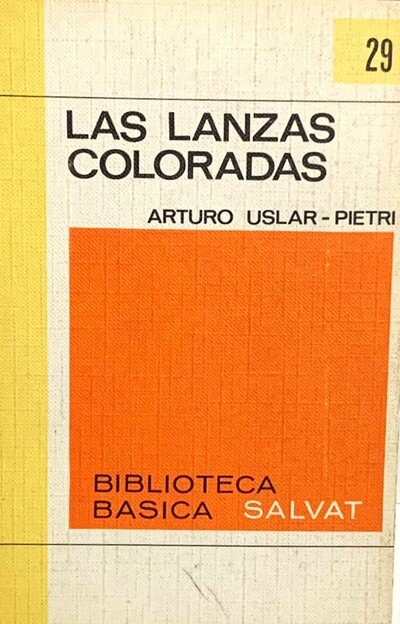 29
LAS LANZAS
COLORADAS
ARTURO USLAR-PIETRI
BIBLIOTECA
BASICA SALVAT